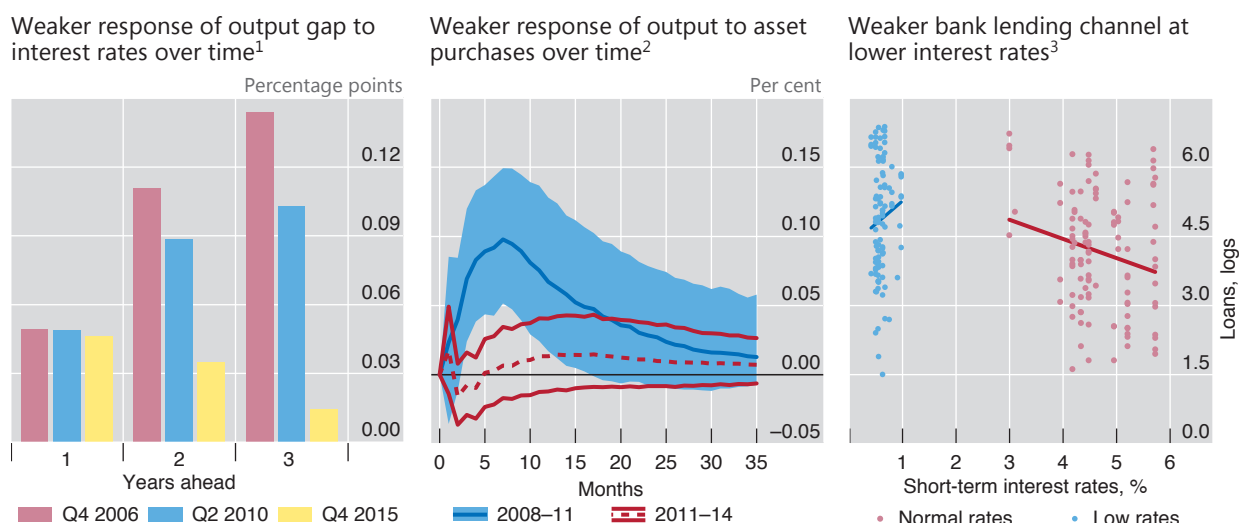 Weaker response of output gap to
interest rates over time1
Percentage points
0.12
0.09
0.06
0.03
0.00
1 2 3
Years ahead
Q4 2006 Q2 2010 Q4 2015
Weaker response of output to asset
purchases over time2
Per cent
0.15
0.10
0.05
0.00
–0.05
0 5 10 15 20 25 30 35
Months
2008–11 2011–14
Weaker bank lending channel at
lower interest rates3
6.0
4.5
3.0
1.5
0.0
Loans, logs
1 2 3 4 5 6
Short-term interest rates, %
Normal rates Low rates